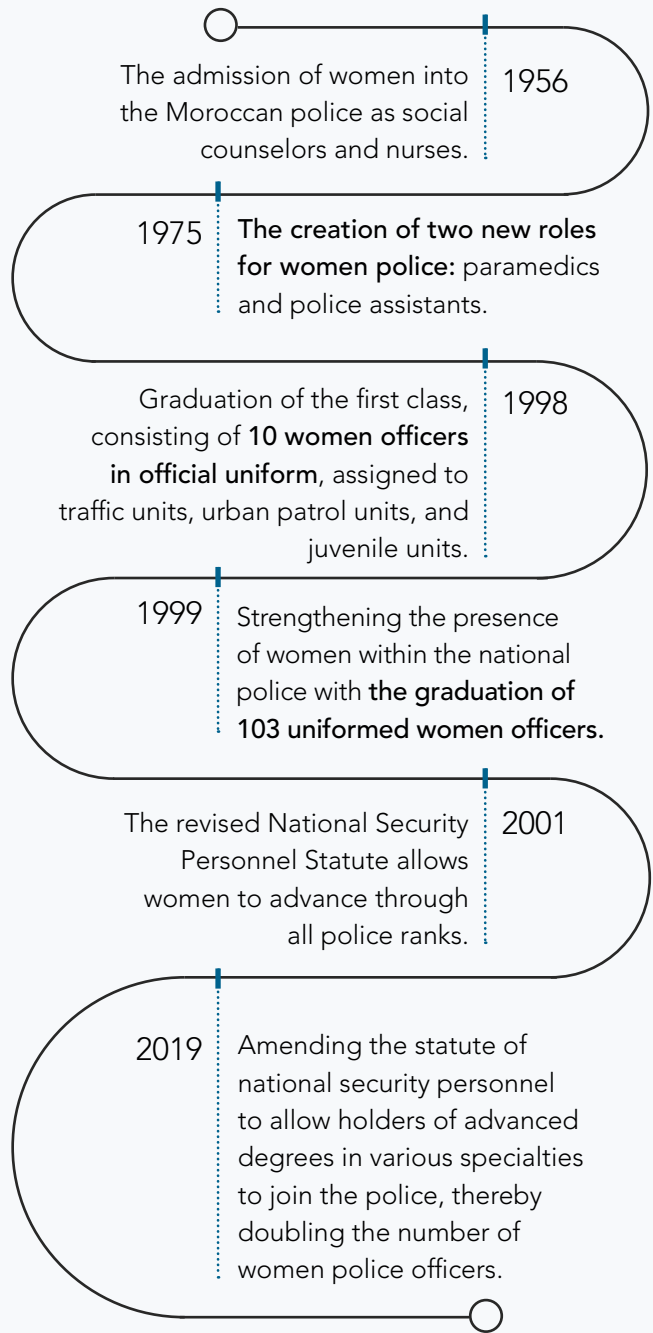 1956
The admission of women into
the Moroccan police as social
counselors and nurses.
1975
The creation of two new roles
for women police: paramedics
and police assistants.
1998
Graduation of the first class,
consisting of 10 women officers
in official uniform, assigned to
traffic units, urban patrol units, and
juvenile units.
1999
Strengthening the presence
of women within the national
police with the graduation of
103 uniformed women officers.
2001
The revised National Security
Personnel Statute allows
women to advance through
all police ranks.
2019
Amending the statute of
national security personnel
to allow holders of advanced
degrees in various specialties
to join the police, thereby
doubling the number of
women police officers.